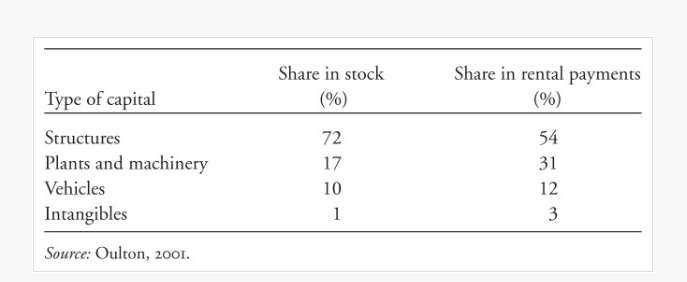 Share in stock Share in rental payments
Type of capital (%) (%)
Structures 72 54
Plants and machinery 17 31
Vehicles 10 12
Intangibles 1 3
Source: Oulton, 2001.